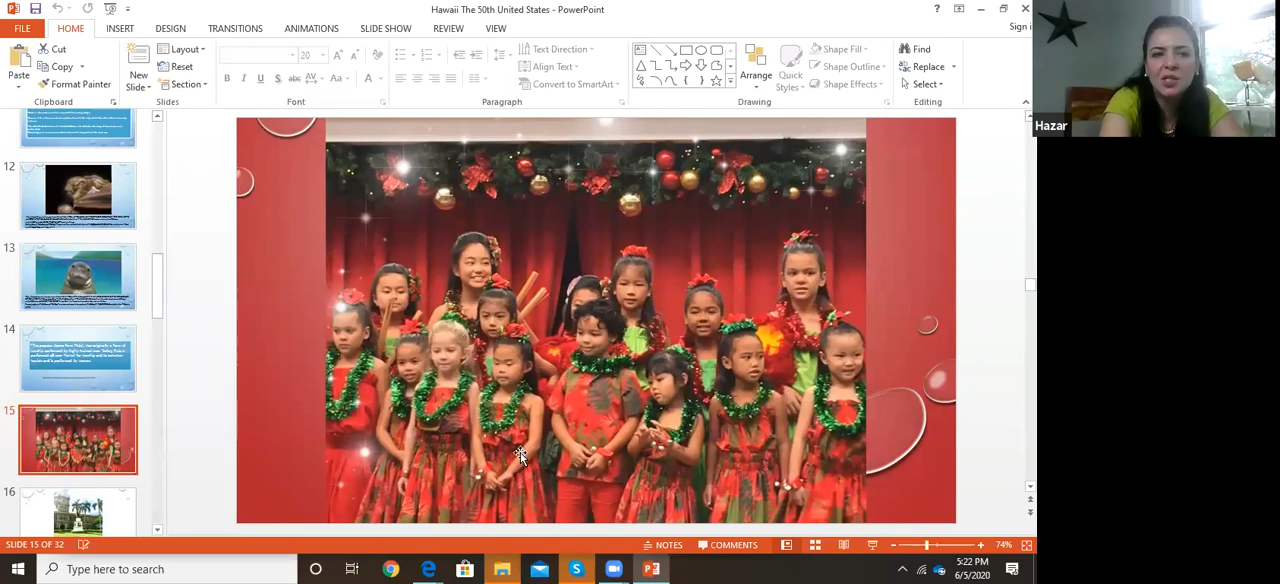 Hawaii The 50th United States - PowerPoint
Sign i
FILE HOME INSERT DESIGN TRANSITIONS ANIMATIONS SLIDE SHOW REVIEW VIEW
Cut
Copy
Format Painter
Paste
Clipboard
New
Slide
Layout
Reset
Section
Slides
20
Font
Text Direction
Align Text
Convert to SmartArt
Paragraph
Arrange
Quick
Styles
Shape Fill
Shape Outline
Shape Effects
Drawing
Find
Replace
Select
Editing
Hazar
12
13
14
15
16
SLIDE 15 OF 32
NOTES
COMMENTS
74%
Type here to search
5:22 PM
6/5/2020